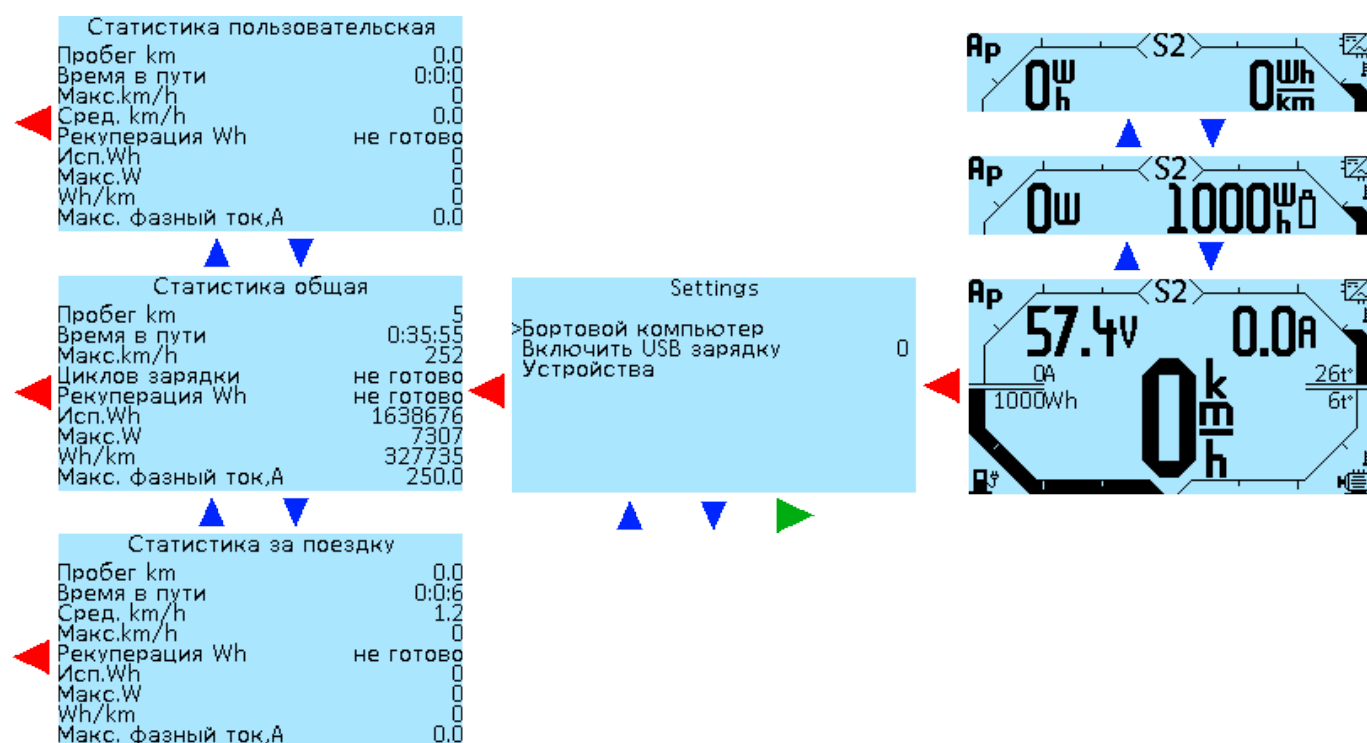 Статистика пользовательская
Пробег km 0.0
Время в пути 0:0:0
Макс.km/h 0
Сред. km/h 0.0
Рекуперация Wh не готово
Исп.Wh 0
Макс.W 0
Wh/km 0
Макс. фазный ток,А 0.0
Статистика общая
Пробег km 5
Время в пути 0:35:55
Макс.km/h 252
Циклов зарядки не готово
Рекуперация Wh не готово
Исп.Wh 1638676
Макс.W 7307
Wh/km 327735
Макс. фазный ток,А 250.0
Статистика за поездку
Пробег km 0.0
Время в пути 0:0:6
Сред. km/h 1.2
Макс.km/h 0
Рекуперация Wh не готово
Исп.Wh 0
Макс.W 0
Wh/km 0
Макс. фазный ток,А 0.0
Settings
>Бортовой компьютер
Включить USB зарядку 0
Устройства
Ap S2
0Wh 0Wh/km
Ap S2
0W 1000Wh
Ap S2
57.4V 0.0A
0A 26t°
1000Wh 6t°
0km/h